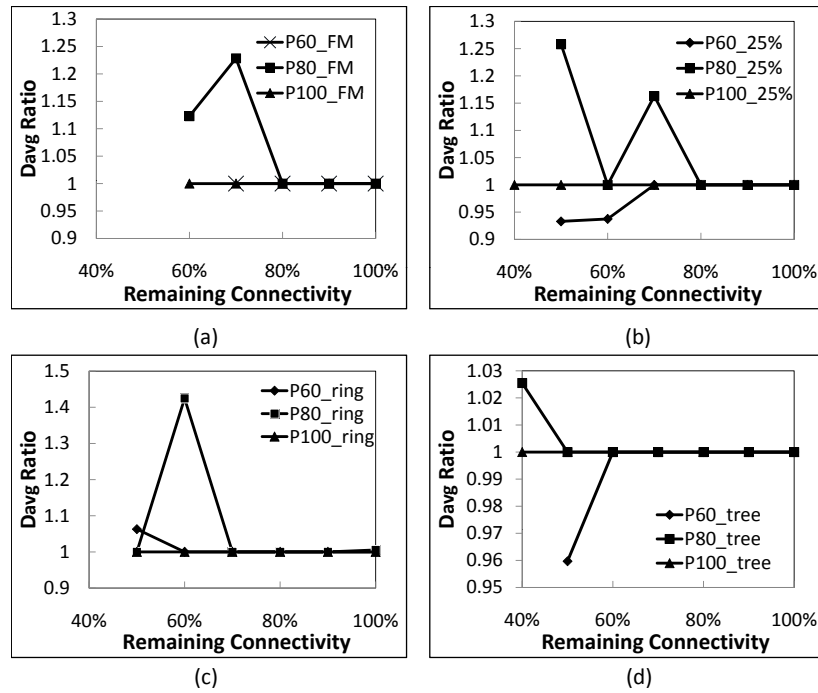 1.3
1.25
1.2
1.15
1.1
1.05
1
0.95
0.9
Davg Ratio
P60_FM
P80_FM
P100_FM
40% 60% 80% 100%
Remaining Connectivity
(a)
1.3
1.25
1.2
1.15
1.1
1.05
1
0.95
0.9
Davg Ratio
P60_25%
P80_25%
P100_25%
40% 60% 80% 100%
Remaining Connectivity
(b)
1.5
1.4
1.3
1.2
1.1
1
0.9
Davg Ratio
P60_ring
P80_ring
P100_ring
40% 60% 80% 100%
Remaining Connectivity
(c)
1.03
1.02
1.01
1
0.99
0.98
0.97
0.96
0.95
Davg Ratio
P60_tree
P80_tree
P100_tree
40% 60% 80% 100%
Remaining Connectivity
(d)